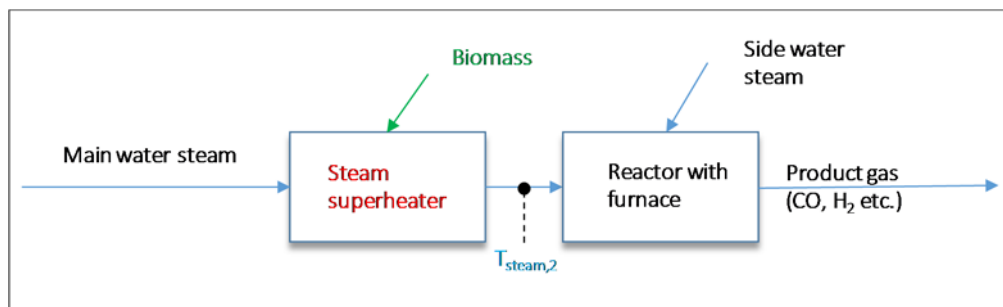 Biomass
Side water
steam
Main water steam
Steam
superheater
Reactor with
furnace
Product gas
(CO, H₂ etc.)
Tsteam,2